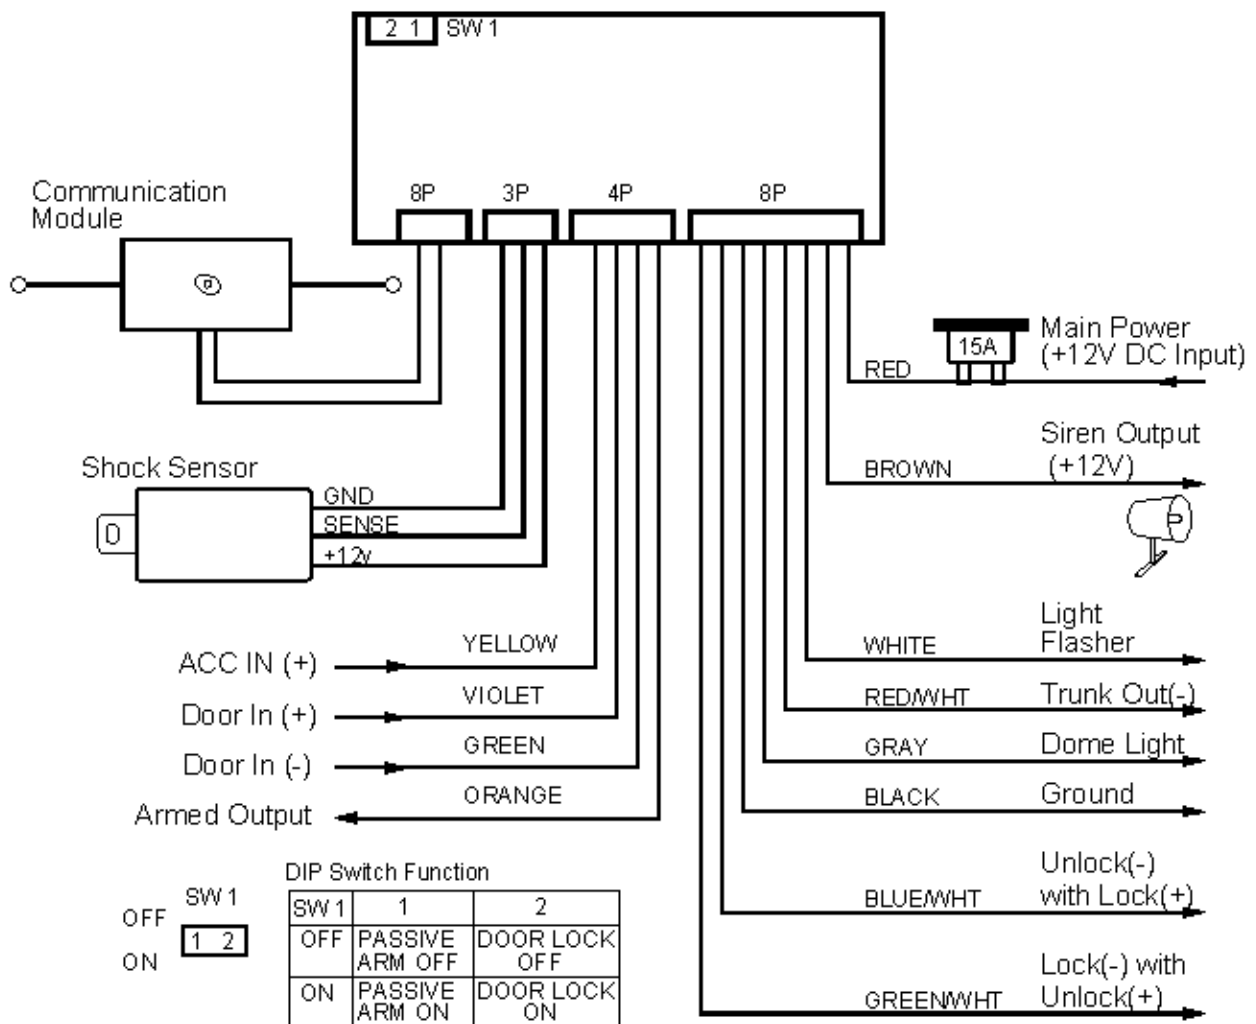 2 1 SW1
8P 3P 4P 8P
Communication
Module
15A
Main Power
(+12V DC Input)
RED
Siren Output
(+12V)
BROWN
Shock Sensor
GND
SENSE
+12v
Light
Flasher
WHITE
YELLOW
ACC IN (+)
RED/WHT Trunk Out(-)
VIOLET
Door In (+)
GRAY Dome Light
GREEN
Door In (-)
BLACK Ground
ORANGE
Armed Output
Unlock(-)
with Lock(+)
BLUE/WHT
Lock(-) with
Unlock(+)
GREEN/WHT
DIP Switch Function
SW1
OFF
1 2
ON
SW1 1 2
OFF PASSIVE DOOR LOCK
ARM OFF OFF
ON PASSIVE DOOR LOCK
ARM ON ON